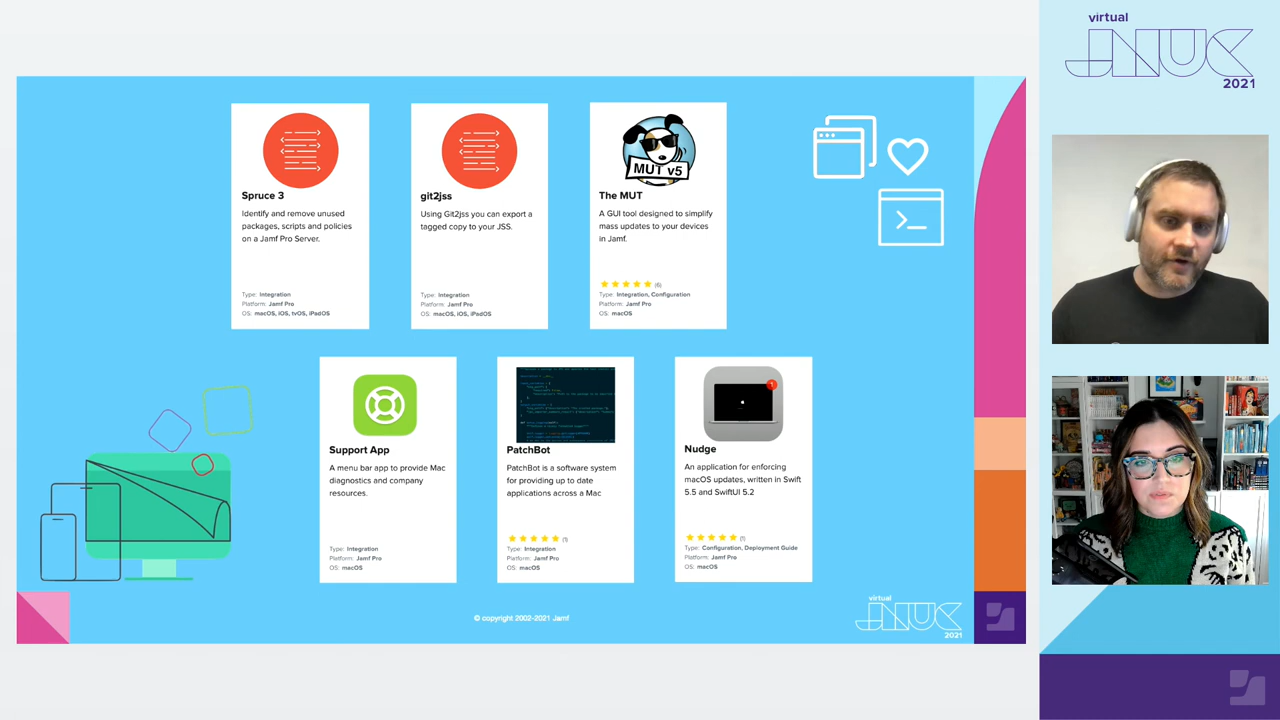 virtual
JNUC
2021
MUT v5
Spruce 3
Identify and remove unused
packages, scripts and policies
on a Jamf Pro Server.
Type: Integration
Platform: Jamf Pro
OS: macOS, iOS, tvOS, iPadOS
git2jss
Using Git2jss you can export a
tagged copy to your JSS.
Type: Integration
Platform: Jamf Pro
OS: macOS, iOS, iPadOS
The MUT
A GUI tool designed to simplify
mass updates to your devices
in Jamf.
(6)
Type: Integration, Configuration
Platform: Jamf Pro
OS: macOS
Support App
A menu bar app to provide Mac
diagnostics and company
resources.
Type: Integration
Platform: Jamf Pro
OS: macOS
PatchBot
PatchBot is a software system
for providing up to date
applications across a Mac
(1)
Type: Integration
Platform: Jamf Pro
OS: macOS
1
Nudge
An application for enforcing
macOS updates, written in Swift
5.5 and SwiftUI 5.2
(1)
Type: Configuration, Deployment Guide
Platform: Jamf Pro
OS: macOS
© copyright 2002-2021 Jamf
virtual
JNUC
2021